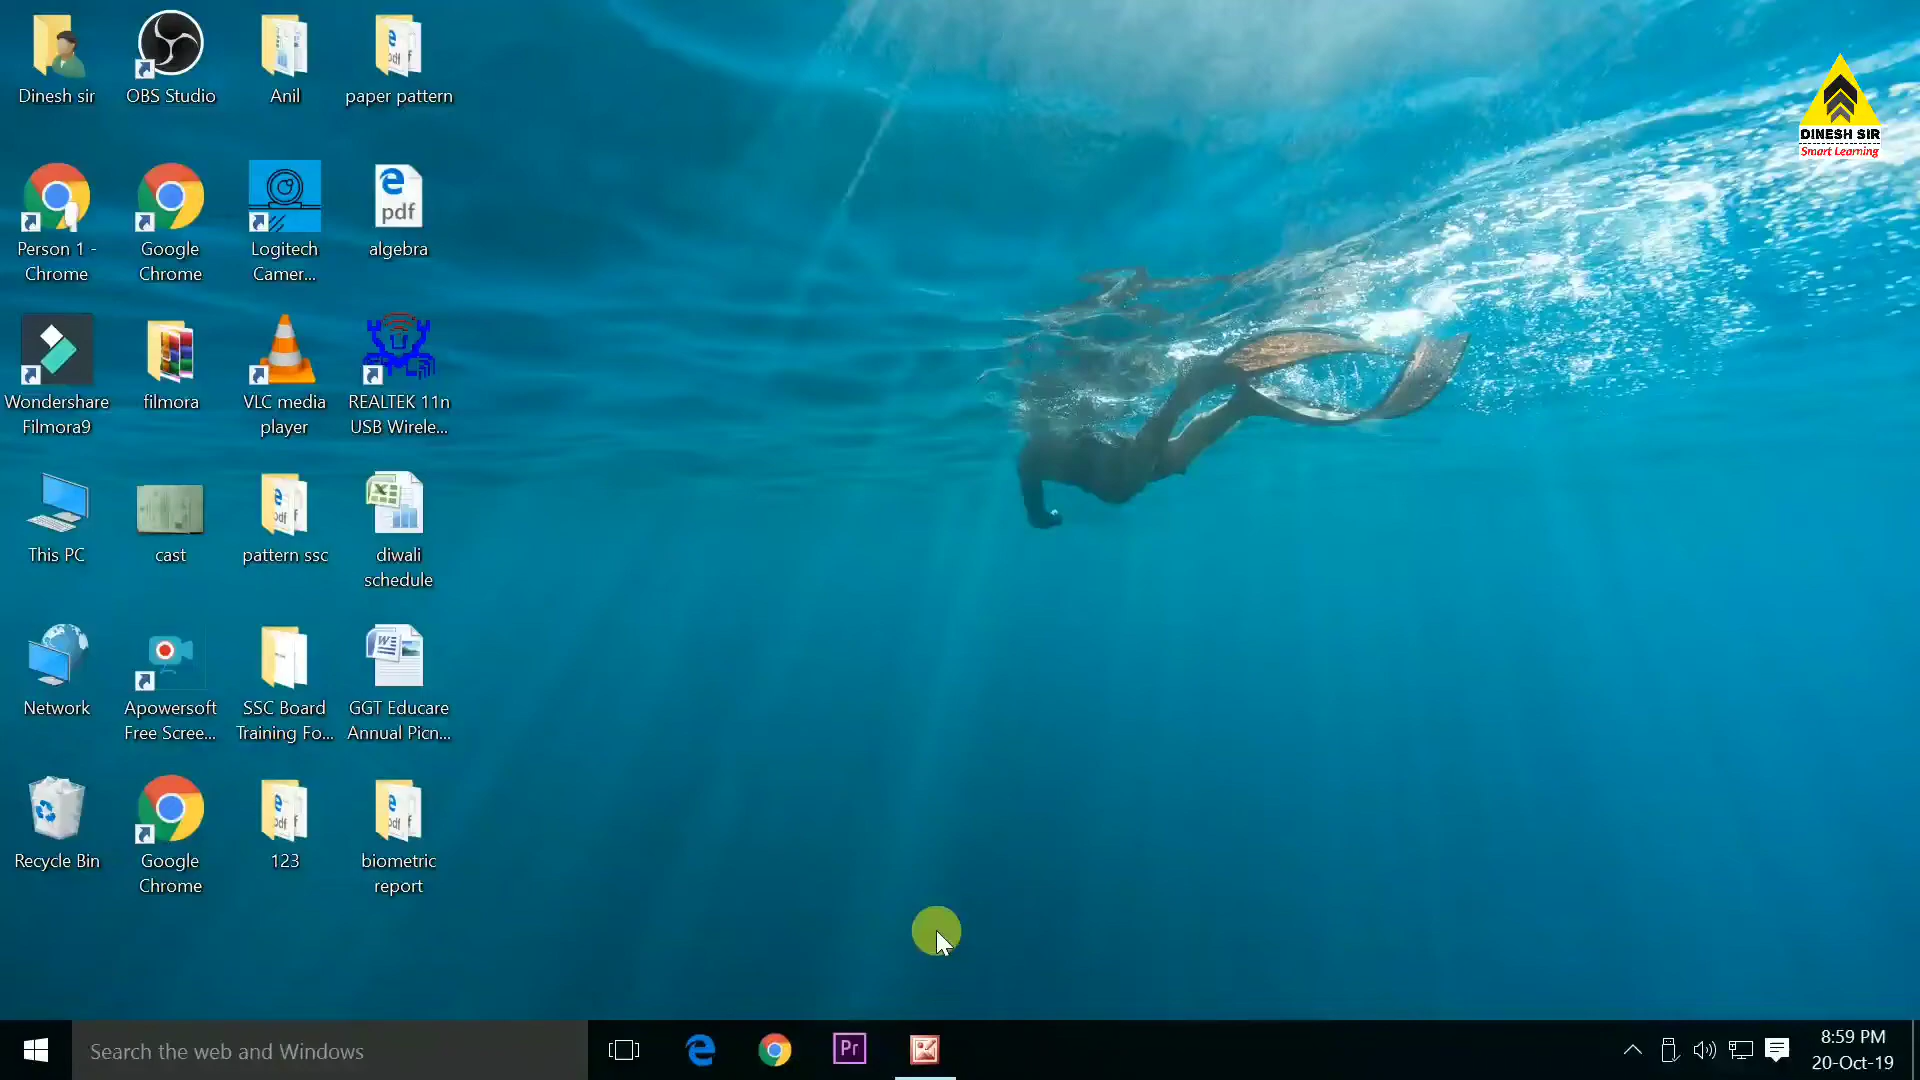 Dinesh sir
OBS Studio
Anil
paper pattern
DINESH SIR
Smart Learning
Person 1 -
Chrome
Google
Chrome
Logitech
Camer...
pdf
algebra
Wondershare
Filmora9
filmora
VLC media
player
REALTEK 11n
USB Wirele...
This PC
cast
pattern ssc
diwali
schedule
Network
Apowersoft
Free Scree...
SSC Board
Training Fo...
GGT Educare
Annual Picn...
Recycle Bin
Google
Chrome
123
biometric
report
Search the web and Windows
Pr
8:59 PM
20-Oct-19